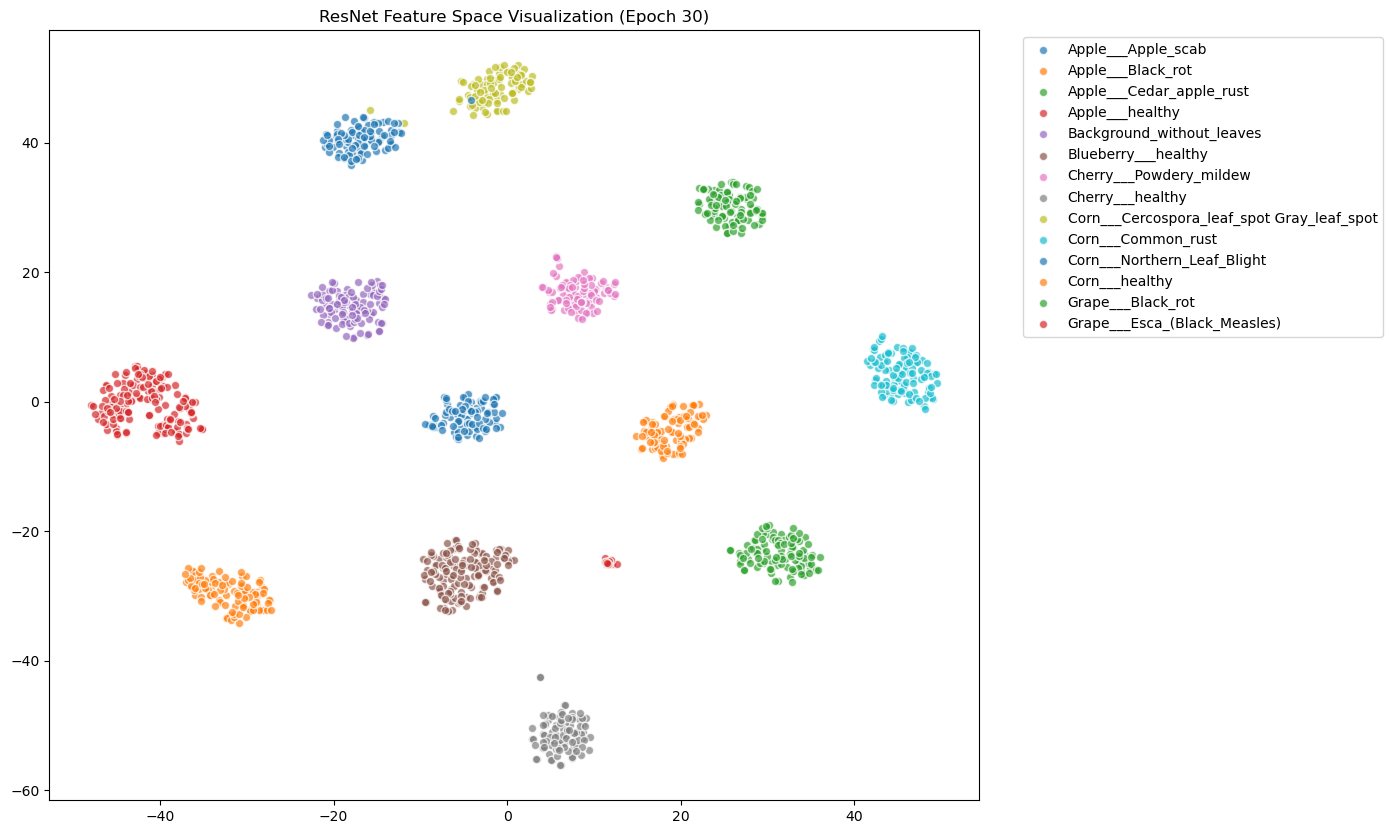 ResNet Feature Space Visualization (Epoch 30)
Apple___Apple_scab
Apple___Black_rot
Apple___Cedar_apple_rust
Apple___healthy
Background_without_leaves
Blueberry___healthy
Cherry___Powdery_mildew
Cherry___healthy
Corn___Cercospora_leaf_spot Gray_leaf_spot
Corn___Common_rust
Corn___Northern_Leaf_Blight
Corn___healthy
Grape___Black_rot
Grape___Esca_(Black_Measles)
40
20
0
−20
−40
−60
−40
−20
0
20
40